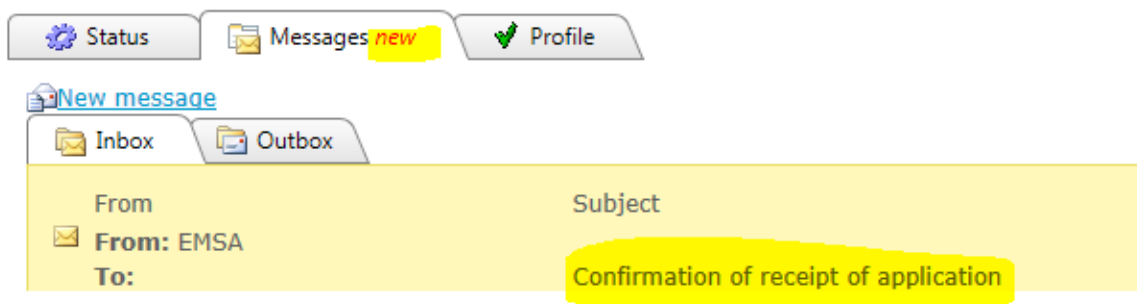 Status Messages new Profile
New message
Inbox Outbox
From Subject
From: EMSA
To: Confirmation of receipt of application